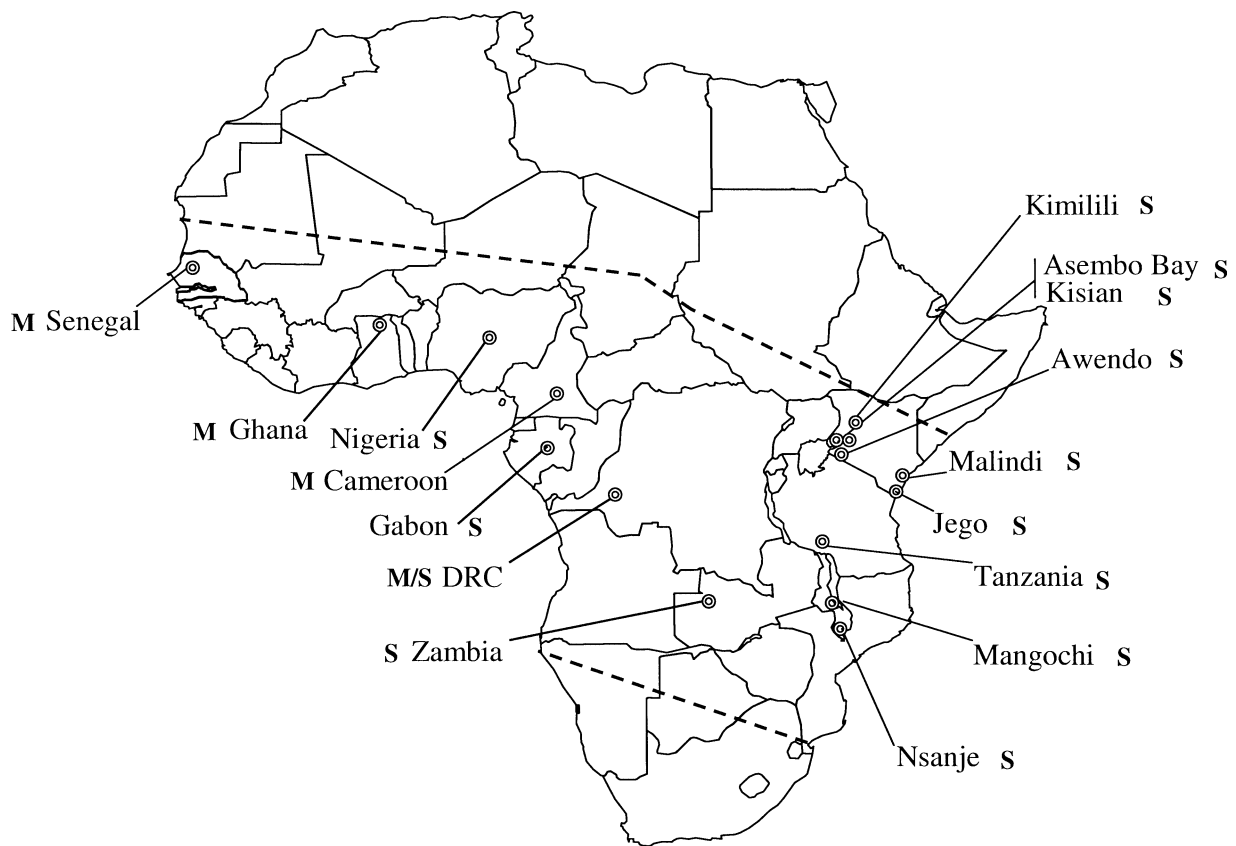 Kimilili S
Asembo Bay S
Kisian S
M Senegal
Awendo S
M Ghana
Nigeria S
Malindi S
M Cameroon
Gabon S
Jego S
M/S DRC
Tanzania S
S Zambia
Mangochi S
Nsanje S